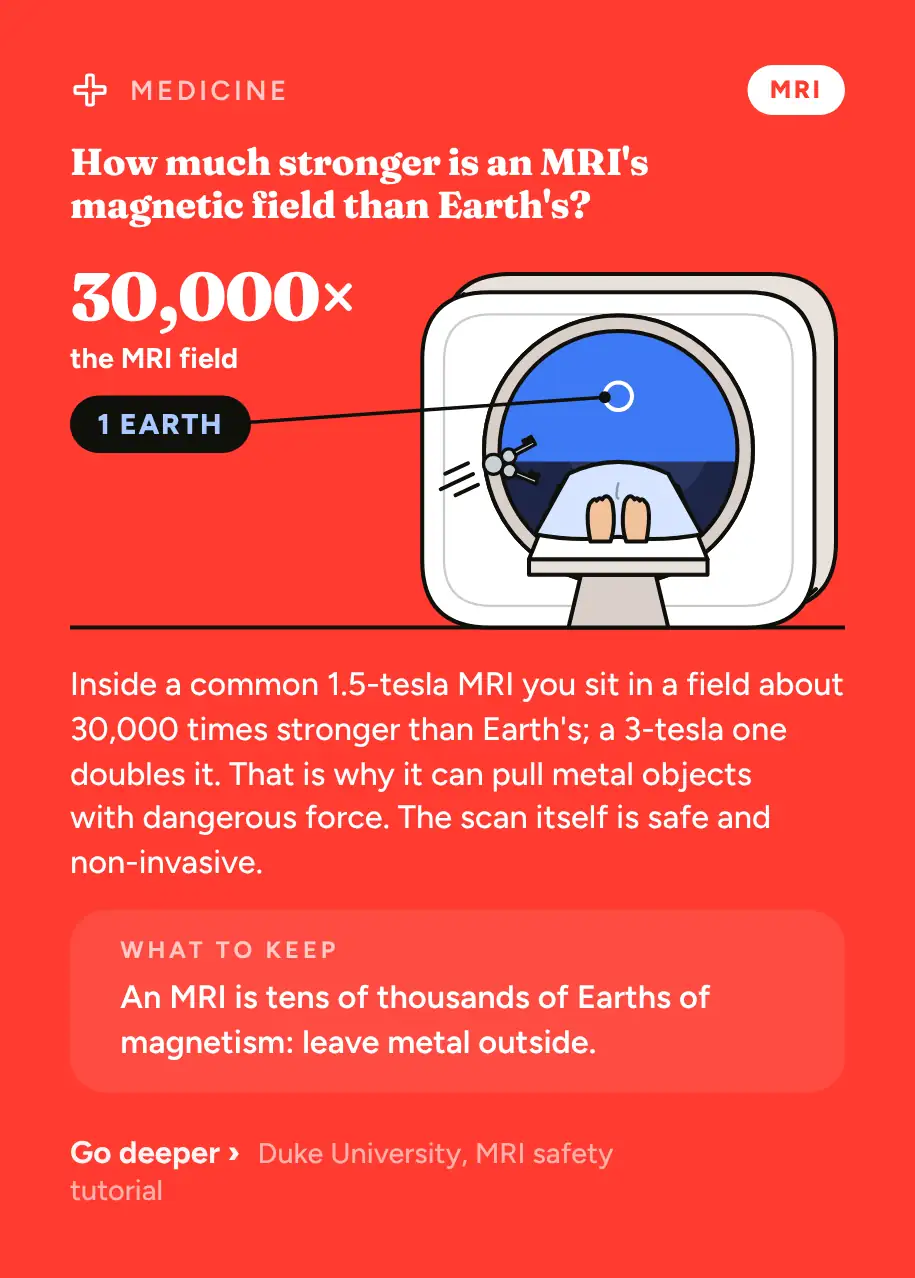 MEDICINE
MRI
How much stronger is an MRI's
magnetic field than Earth's?
30,000×
the MRI field
1 EARTH
Inside a common 1.5-tesla MRI you sit in a field about
30,000 times stronger than Earth's; a 3-tesla one
doubles it. That is why it can pull metal objects
with dangerous force. The scan itself is safe and
non-invasive.
WHAT TO KEEP
An MRI is tens of thousands of Earths of
magnetism: leave metal outside.
Go deeper › Duke University, MRI safety
tutorial